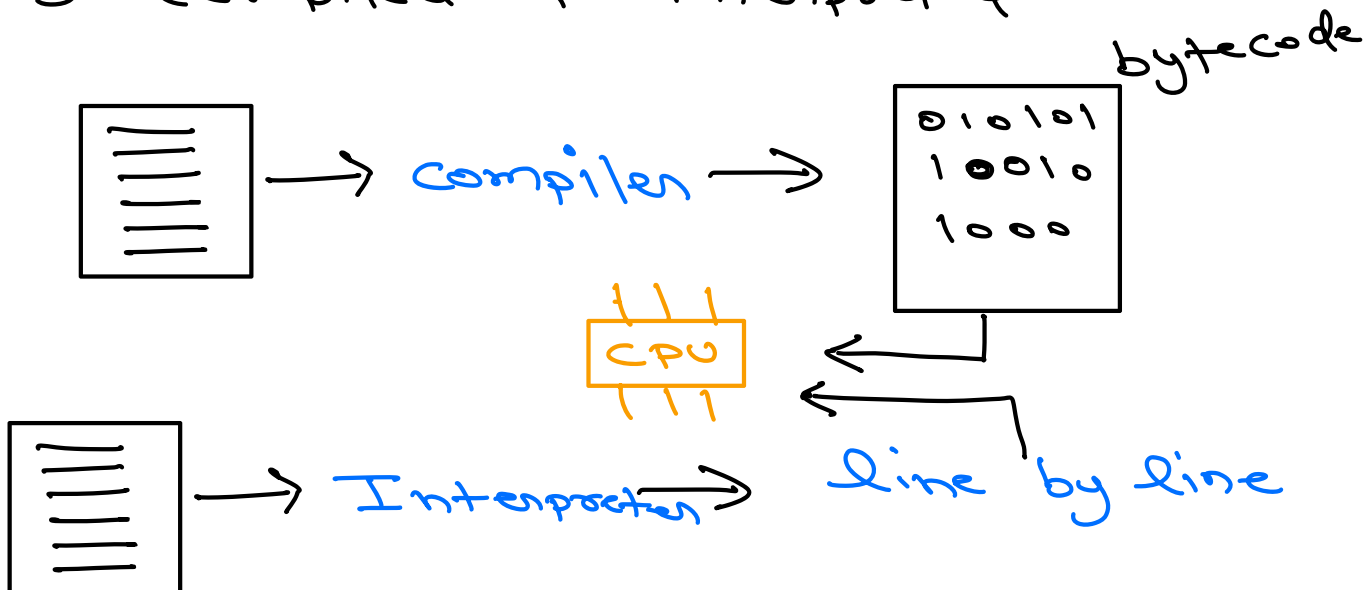 bytecode
compiler
010101
10010
1000
CPU
Interpreter
line by line